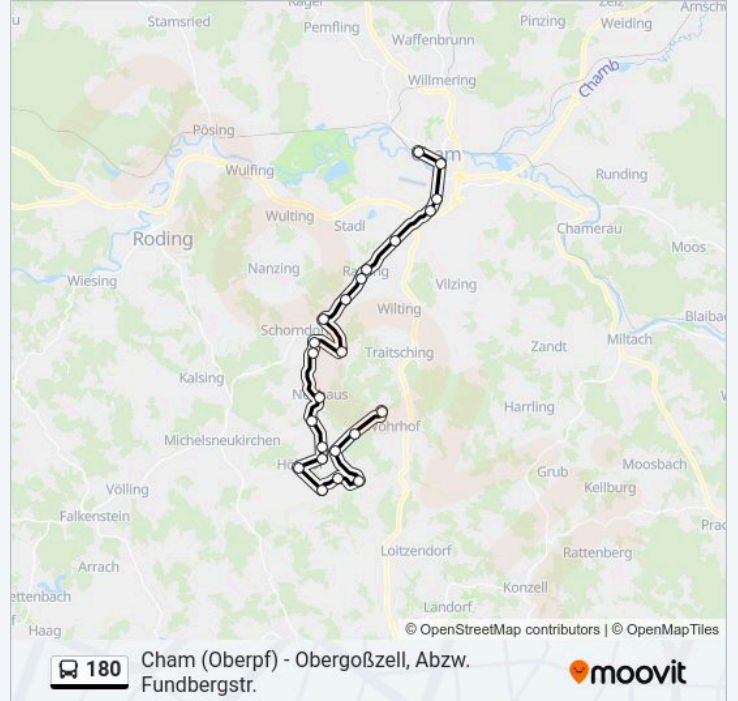 Stamsried
Pemfling
Pinzing
Weiding
Waffenbrunn
Willmering
Chamb
Pösing
Wulfing
Runding
Wulting
Stadl
Chamerau
Roding
Moos
Nanzing
Wiesing
Vilzing
Wilting
Schorndorf
Miltach
Traitsching
Zandt
Kalsing
Harrling
Michelsneukirchen
Moosbach
Grub
Kellburg
Völling
Falkenstein
Loitzendorf
Rattenberg
Arrach
Konzell
Landorf
Haag
© OpenStreetMap contributors | © OpenMapTiles
180
Cham (Oberpf) - Obergoßzell, Abzw.
Fundbergstr.
moovit